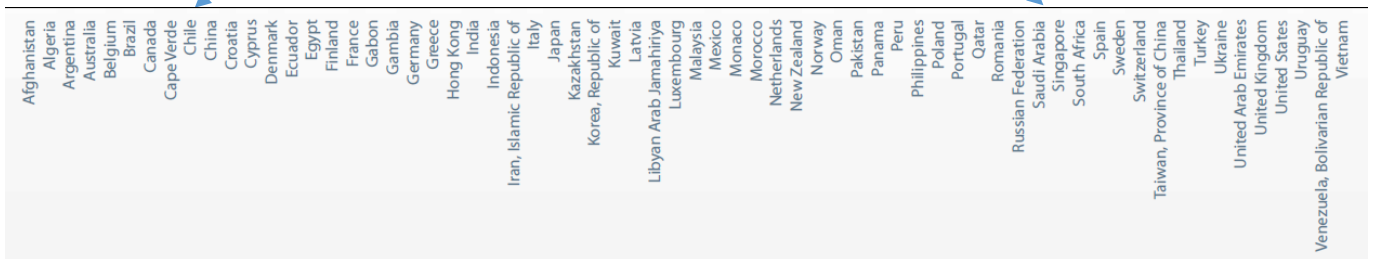 Afghanistan
Algeria
Argentina
Australia
Belgium
Brazil
Canada
Cape Verde
Chile
China
Croatia
Cyprus
Denmark
Ecuador
Egypt
Finland
France
Gabon
Gambia
Germany
Greece
Hong Kong
India
Indonesia
Iran, Islamic Republic of
Italy
Japan
Kazakhstan
Korea, Republic of
Kuwait
Latvia
Libyan Arab Jamahiriya
Luxembourg
Malaysia
Mexico
Monaco
Morocco
Netherlands
New Zealand
Norway
Oman
Pakistan
Panama
Peru
Philippines
Poland
Portugal
Qatar
Romania
Russian Federation
Saudi Arabia
Singapore
South Africa
Spain
Sweden
Switzerland
Taiwan, Province of China
Thailand
Turkey
Ukraine
United Arab Emirates
United Kingdom
United States
Uruguay
Venezuela, Bolivarian Republic of
Vietnam